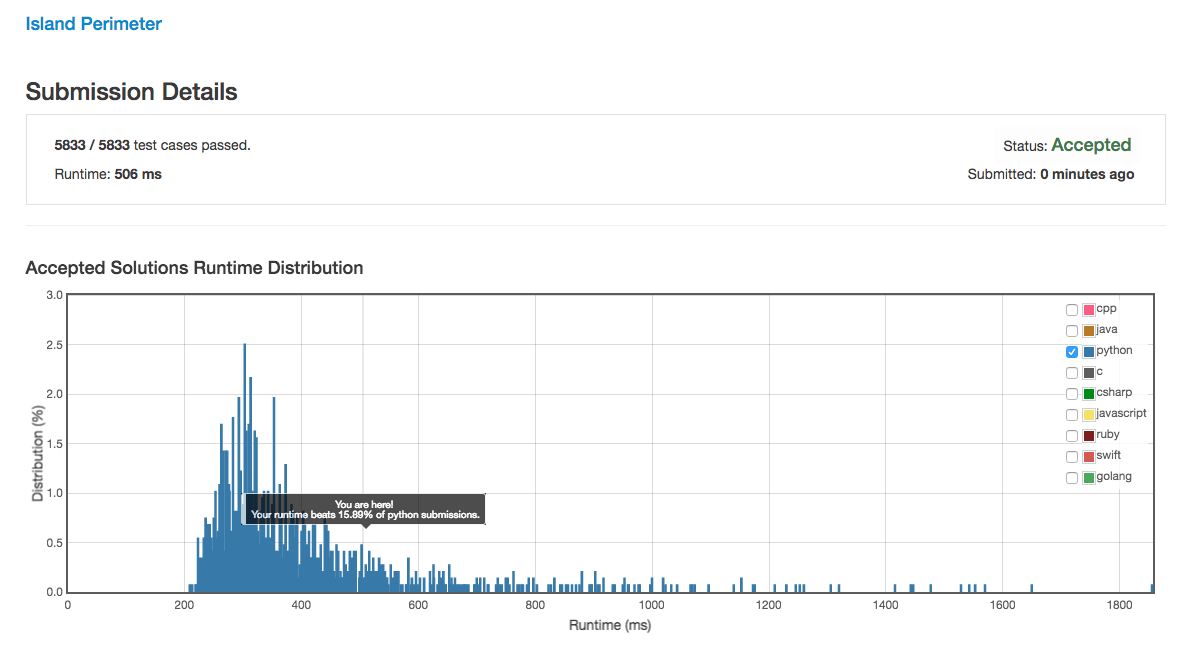 Island Perimeter
Submission Details
5833 / 5833 test cases passed.
Status: Accepted
Runtime: 506 ms
Submitted: 0 minutes ago
Accepted Solutions Runtime Distribution
3.0
2.5
2.0
1.5
1.0
0.5
0.0
Distribution (%)
You are here!
Your runtime beats 15.89% of python submissions.
cpp
java
python
c
csharp
javascript
ruby
swift
golang
0 200 400 600 800 1000 1200 1400 1600 1800
Runtime (ms)